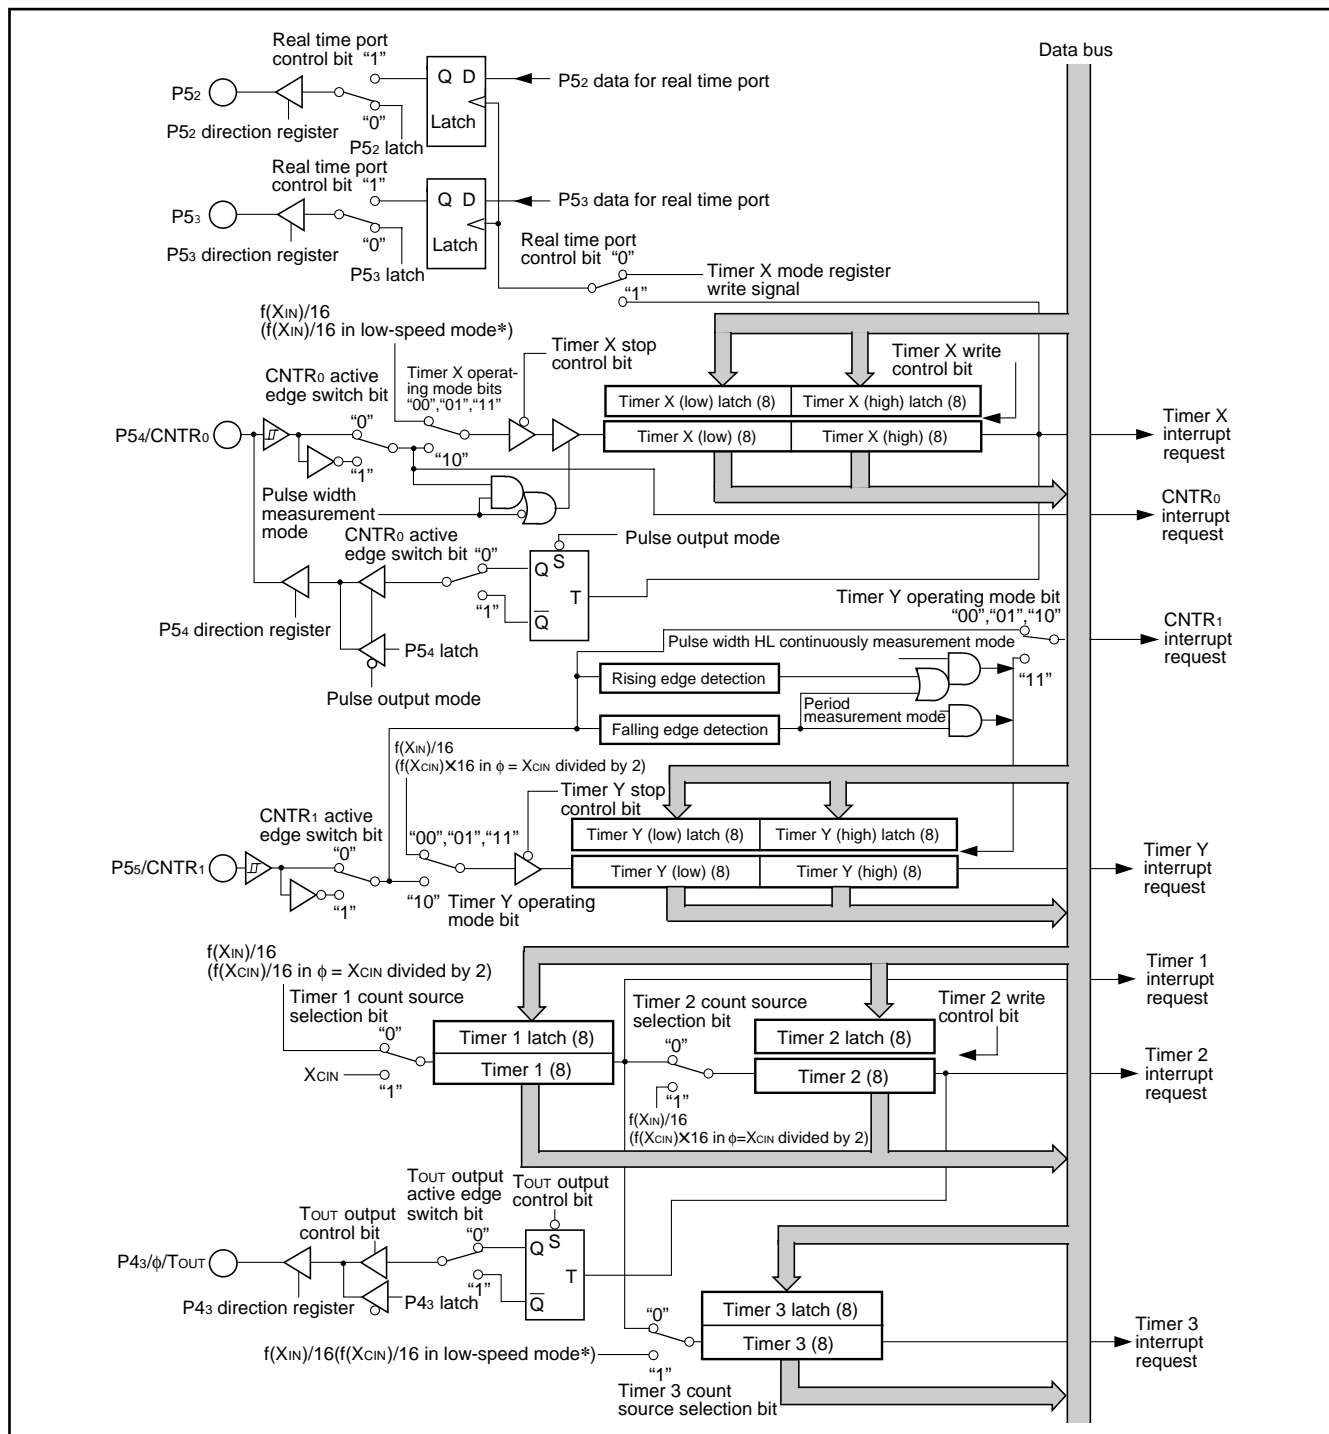 Real time port
control bit “1”
Data bus
Q D
P52 data for real time port
P52
Latch
“0”
P52 direction register
P52 latch
Real time port
control bit “1”
Q D
P53 data for real time port
P53
Latch
“0”
P53 direction register
P53 latch
Real time port
control bit “0”
Timer X mode register
write signal
“1”
f(XIN)/16
(f(XIN)/16 in low-speed mode*)
Timer X stop
control bit
Timer X write
control bit
CNTR0 active
edge switch bit
Timer X operat-
ing mode bits
“00”,“01”,“11”
Timer X (low) latch (8)
Timer X (high) latch (8)
“0”
P54/CNTR0
Timer X (low) (8)
Timer X (high) (8)
Timer X
interrupt
request
“1”
“10”
Pulse width
measurement
mode
CNTR0
interrupt
request
CNTR0 active
edge switch bit “0”
Pulse output mode
Q S
T
“1”
Q
P54 direction register
P54 latch
Pulse output mode
Timer Y operating mode bit
“00”,“01”,“10”
CNTR1
interrupt
request
Pulse width HL continuously measurement mode
“11”
Rising edge detection
Period
measurement mode
Falling edge detection
f(XIN)/16
(f(XCIN)X16 in ϕ = XCIN divided by 2)
Timer Y stop
control bit
CNTR1 active
edge switch bit
“00”,“01”,“11”
Timer Y (low) latch (8)
Timer Y (high) latch (8)
“0”
P55/CNTR1
Timer Y (low) (8)
Timer Y (high) (8)
Timer Y
interrupt
request
“1”
“10” Timer Y operating
mode bit
f(XIN)/16
(f(XCIN)/16 in ϕ = XCIN divided by 2)
Timer 1
interrupt
request
Timer 1 count source
selection bit
Timer 2 count source
selection bit
Timer 2 write
control bit
“0”
Timer 1 latch (8)
“0”
Timer 2 latch (8)
XCIN
“1”
Timer 1 (8)
Timer 2 (8)
Timer 2
interrupt
request
“1”
f(XIN)/16
(f(XCIN)X16 in ϕ=XCIN divided by 2)
TOUT output
active edge
switch bit
TOUT output
control bit
TOUT output
control bit
“0”
Q S
P43/ϕ/TOUT
T
“1”
Q
P43 direction register
P43 latch
“0”
Timer 3 latch (8)
Timer 3 (8)
Timer 3
interrupt
request
f(XIN)/16(f(XCIN)/16 in low-speed mode*)
“1”
Timer 3 count
source selection bit